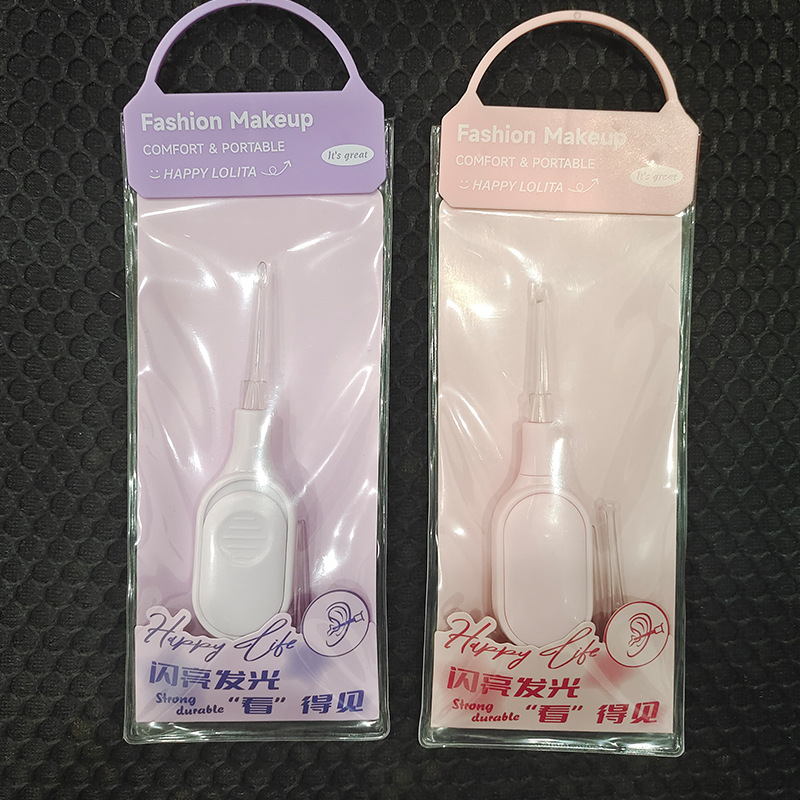 Fashion Makeup
COMFORT & PORTABLE
It's great
HAPPY LOLITA
Happy Life
闪亮发光
Strong
durable
“看” 得见
Fashion Makeup
COMFORT & PORTABLE
It's great
HAPPY LOLITA
Happy Life
闪亮发光
Strong
durable
“看” 得见